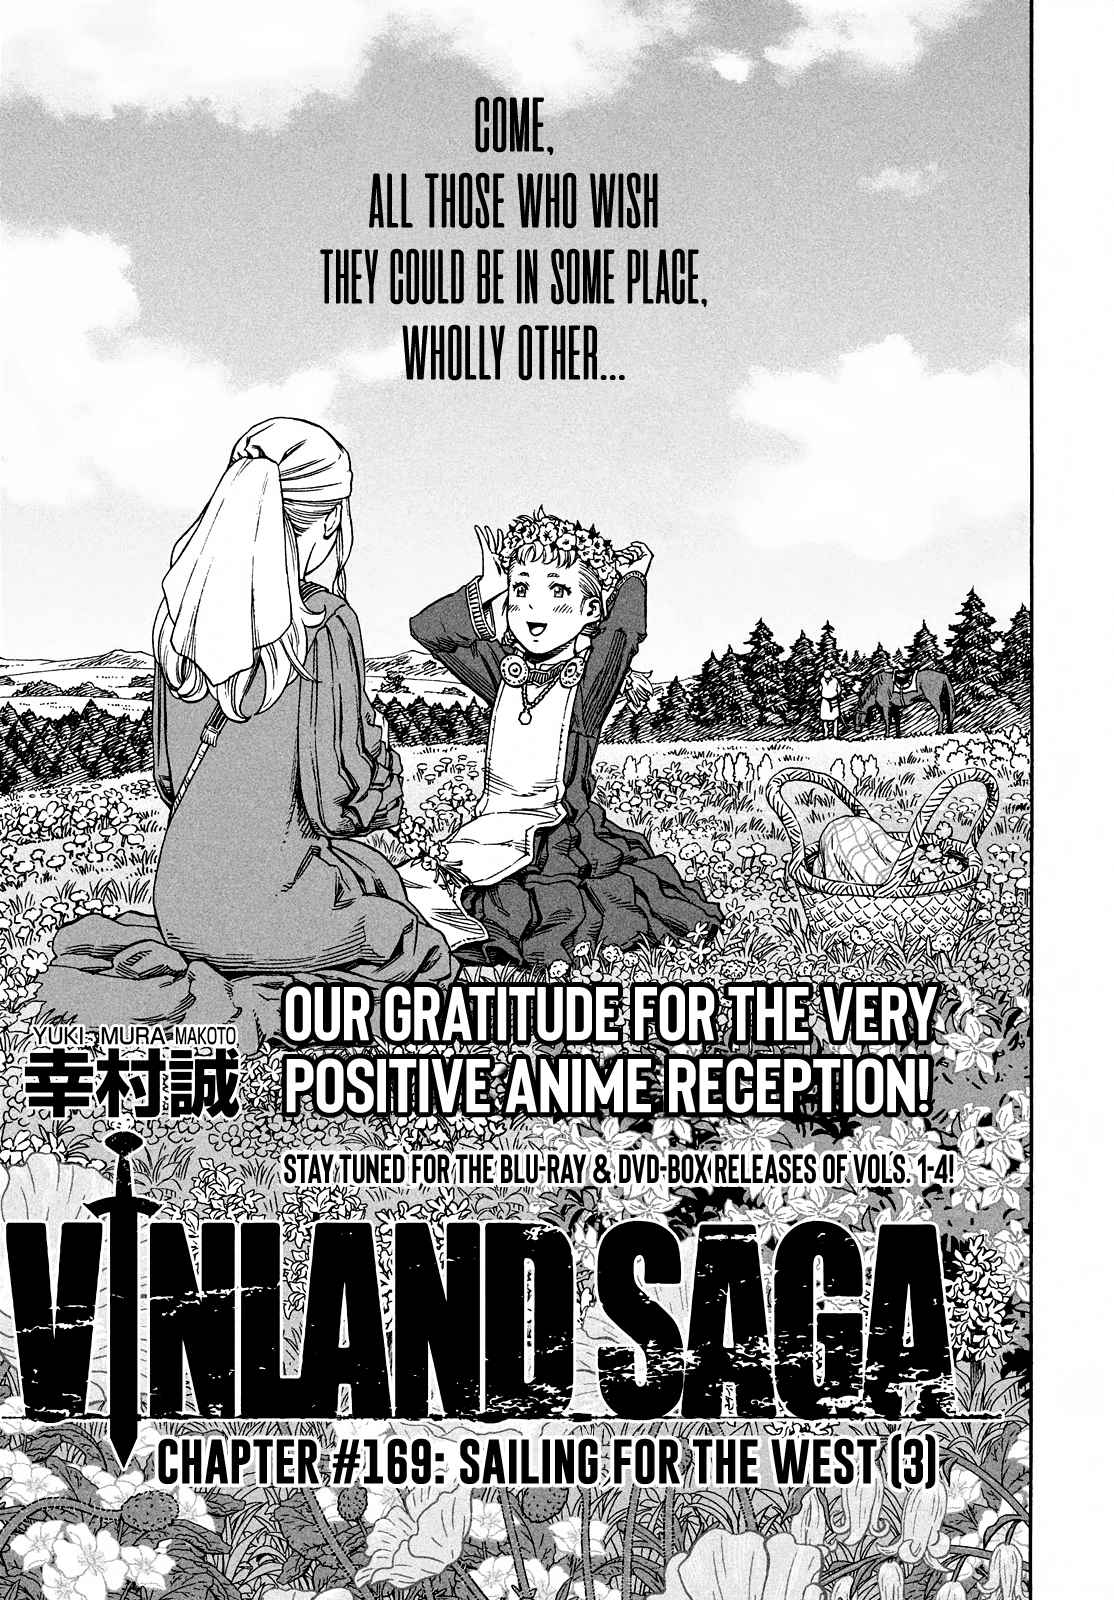 COME,
ALL THOSE WHO WISH
THEY COULD BE IN SOME PLACE,
WHOLLY OTHER...
YUKI MURA MAKOTO
幸村誠
OUR GRATITUDE FOR THE VERY
POSITIVE ANIME RECEPTION!
STAY TUNED FOR THE BLU-RAY & DVD-BOX RELEASES OF VOLS. 1-4!
VINLAND SAGA
CHAPTER #169: SAILING FOR THE WEST (3)